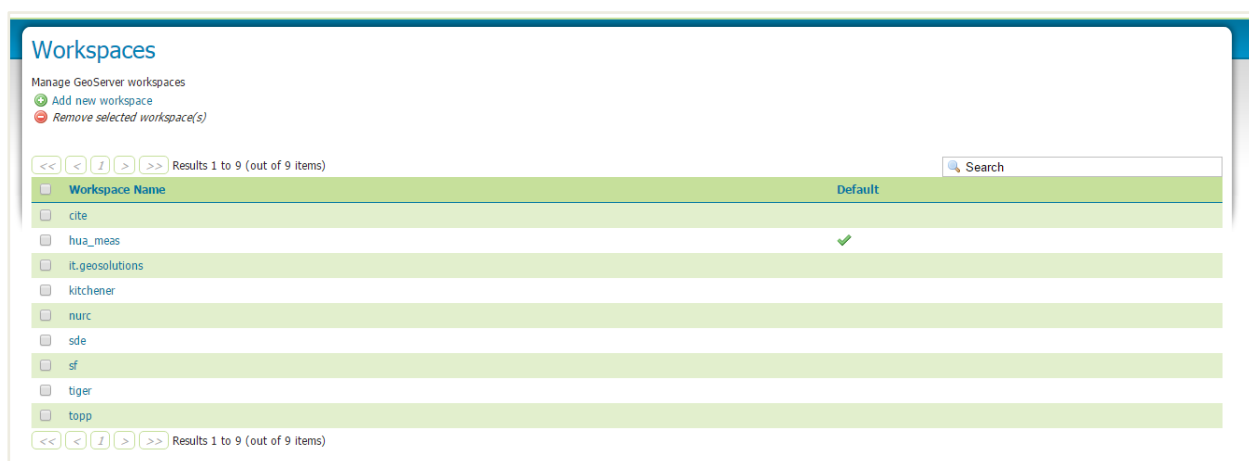 Workspaces
Manage GeoServer workspaces
Add new workspace
Remove selected workspace(s)
<< < 1 > >> Results 1 to 9 (out of 9 items) Search
Workspace Name Default
cite
hua_meas
it.geosolutions
kitchener
nurc
sde
sf
tiger
topp
<< < 1 > >> Results 1 to 9 (out of 9 items)